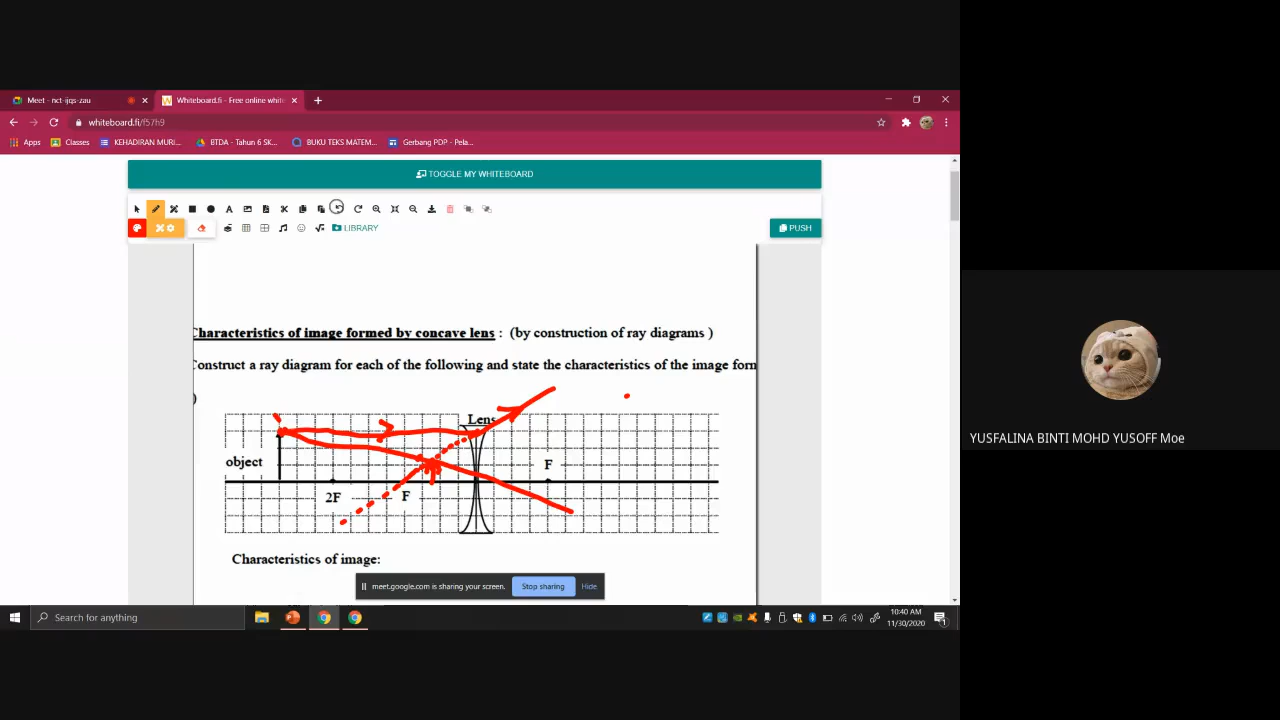 Meet - nct-ijqs-zau
Whiteboard.fi - Free online whit
whiteboard.fi/f57h9
Apps Classes KEHADIRAN MURI... BTDA - Tahun 6 SK... BUKU TEKS MATEM... Gerbang PDP - Pela...
TOGGLE MY WHITEBOARD
LIBRARY
PUSH
Characteristics of image formed by concave lens : (by construction of ray diagrams )
Construct a ray diagram for each of the following and state the characteristics of the image form
)
Lens
object
F
2F
F
Characteristics of image:
meet.google.com is sharing your screen. Stop sharing Hide
Search for anything
10:40 AM
11/30/2020
YUSFALINA BINTI MOHD YUSOFF Moe